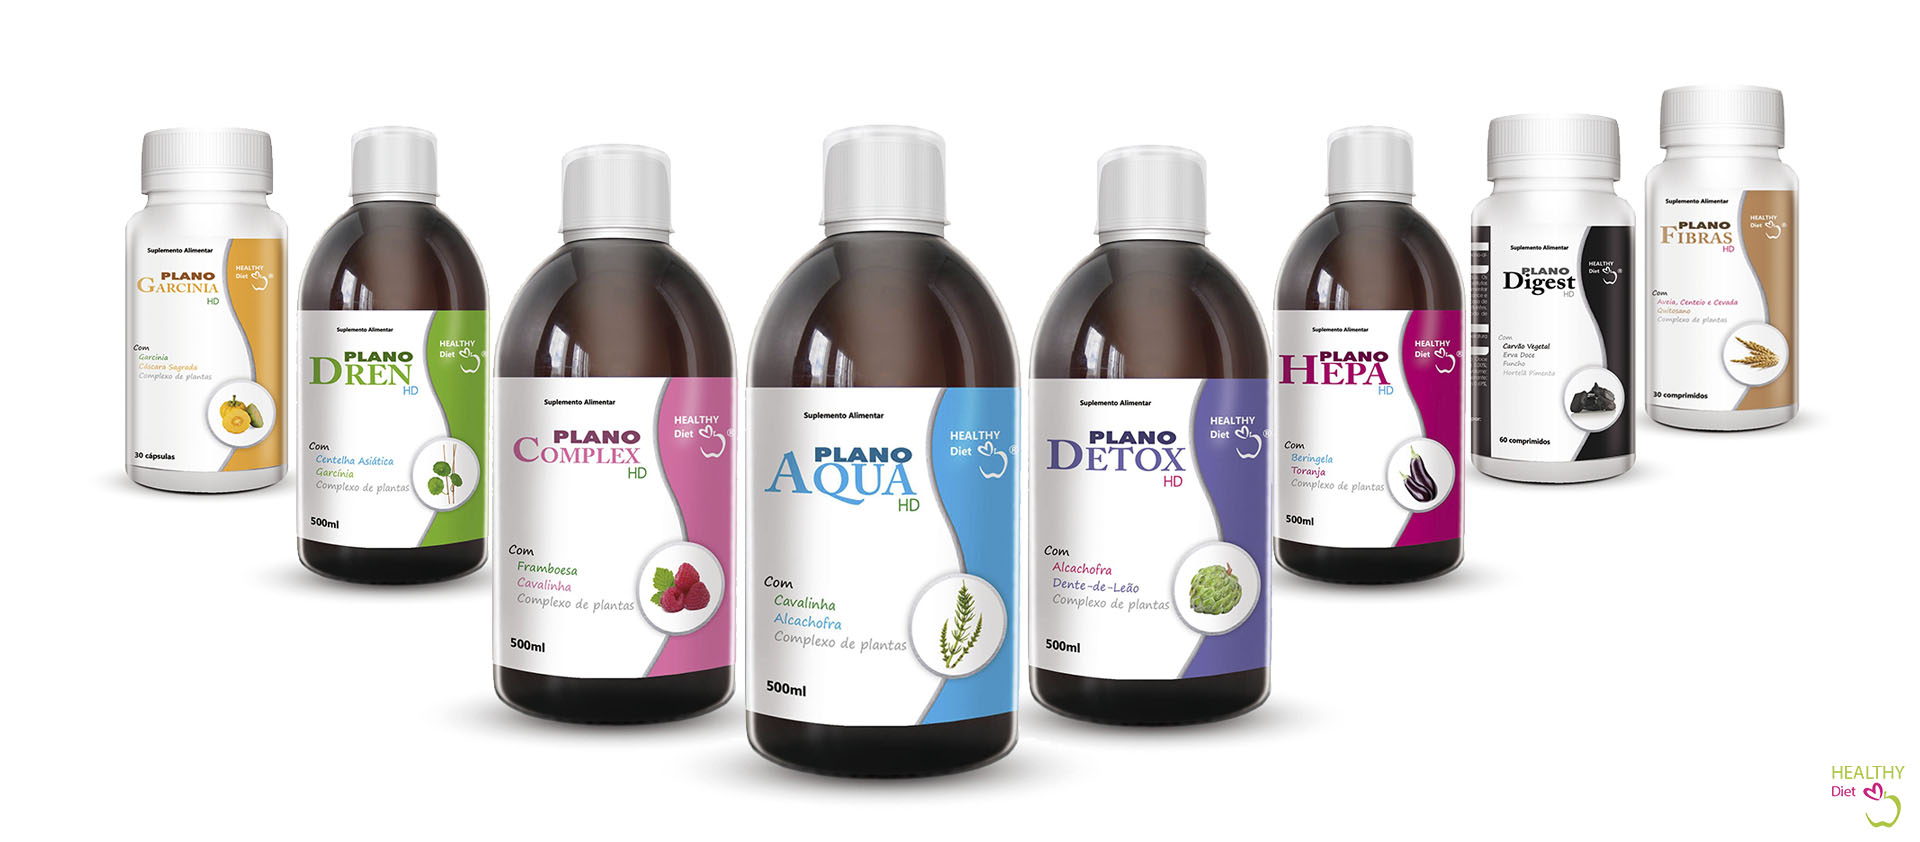 Suplemento Alimentar
PLANO
GARCINIA
HD
HEALTHY
Diet ®
Com
Garcinia
Cáscara Sagrada
Complexo de plantas
30 cápsulas
Suplemento Alimentar
PLANO
DREN
HD
HEALTHY
Diet ®
Com
Centelha Asiática
Garcínia
Complexo de plantas
500ml
Suplemento Alimentar
PLANO
COMPLEX
HD
HEALTHY
Diet ®
Com
Framboesa
Cavalinha
Complexo de plantas
500ml
Suplemento Alimentar
PLANO
AQUA
HD
HEALTHY
Diet ®
Com
Cavalinha
Alcachofra
Complexo de plantas
500ml
Suplemento Alimentar
PLANO
DETOX
HD
HEALTHY
Diet ®
Com
Alcachofra
Dente-de-Leão
Complexo de plantas
500ml
Suplemento Alimentar
PLANO
HEPA
HD
HEALTHY
Diet ®
Com
Beringela
Toranja
Complexo de plantas
500ml
Suplemento Alimentar
PLANO
Digest
HD
HEALTHY
Diet ®
Com
Carvão Vegetal
Erva Doce
Funcho
Hortelã Pimenta
60 comprimidos
Suplemento Alimentar
PLANO
FIBRAS
HD
HEALTHY
Diet ®
Com
Aveia, Centeio e Cevada
Quitosano
Complexo de plantas
30 comprimidos
HEALTHY
Diet